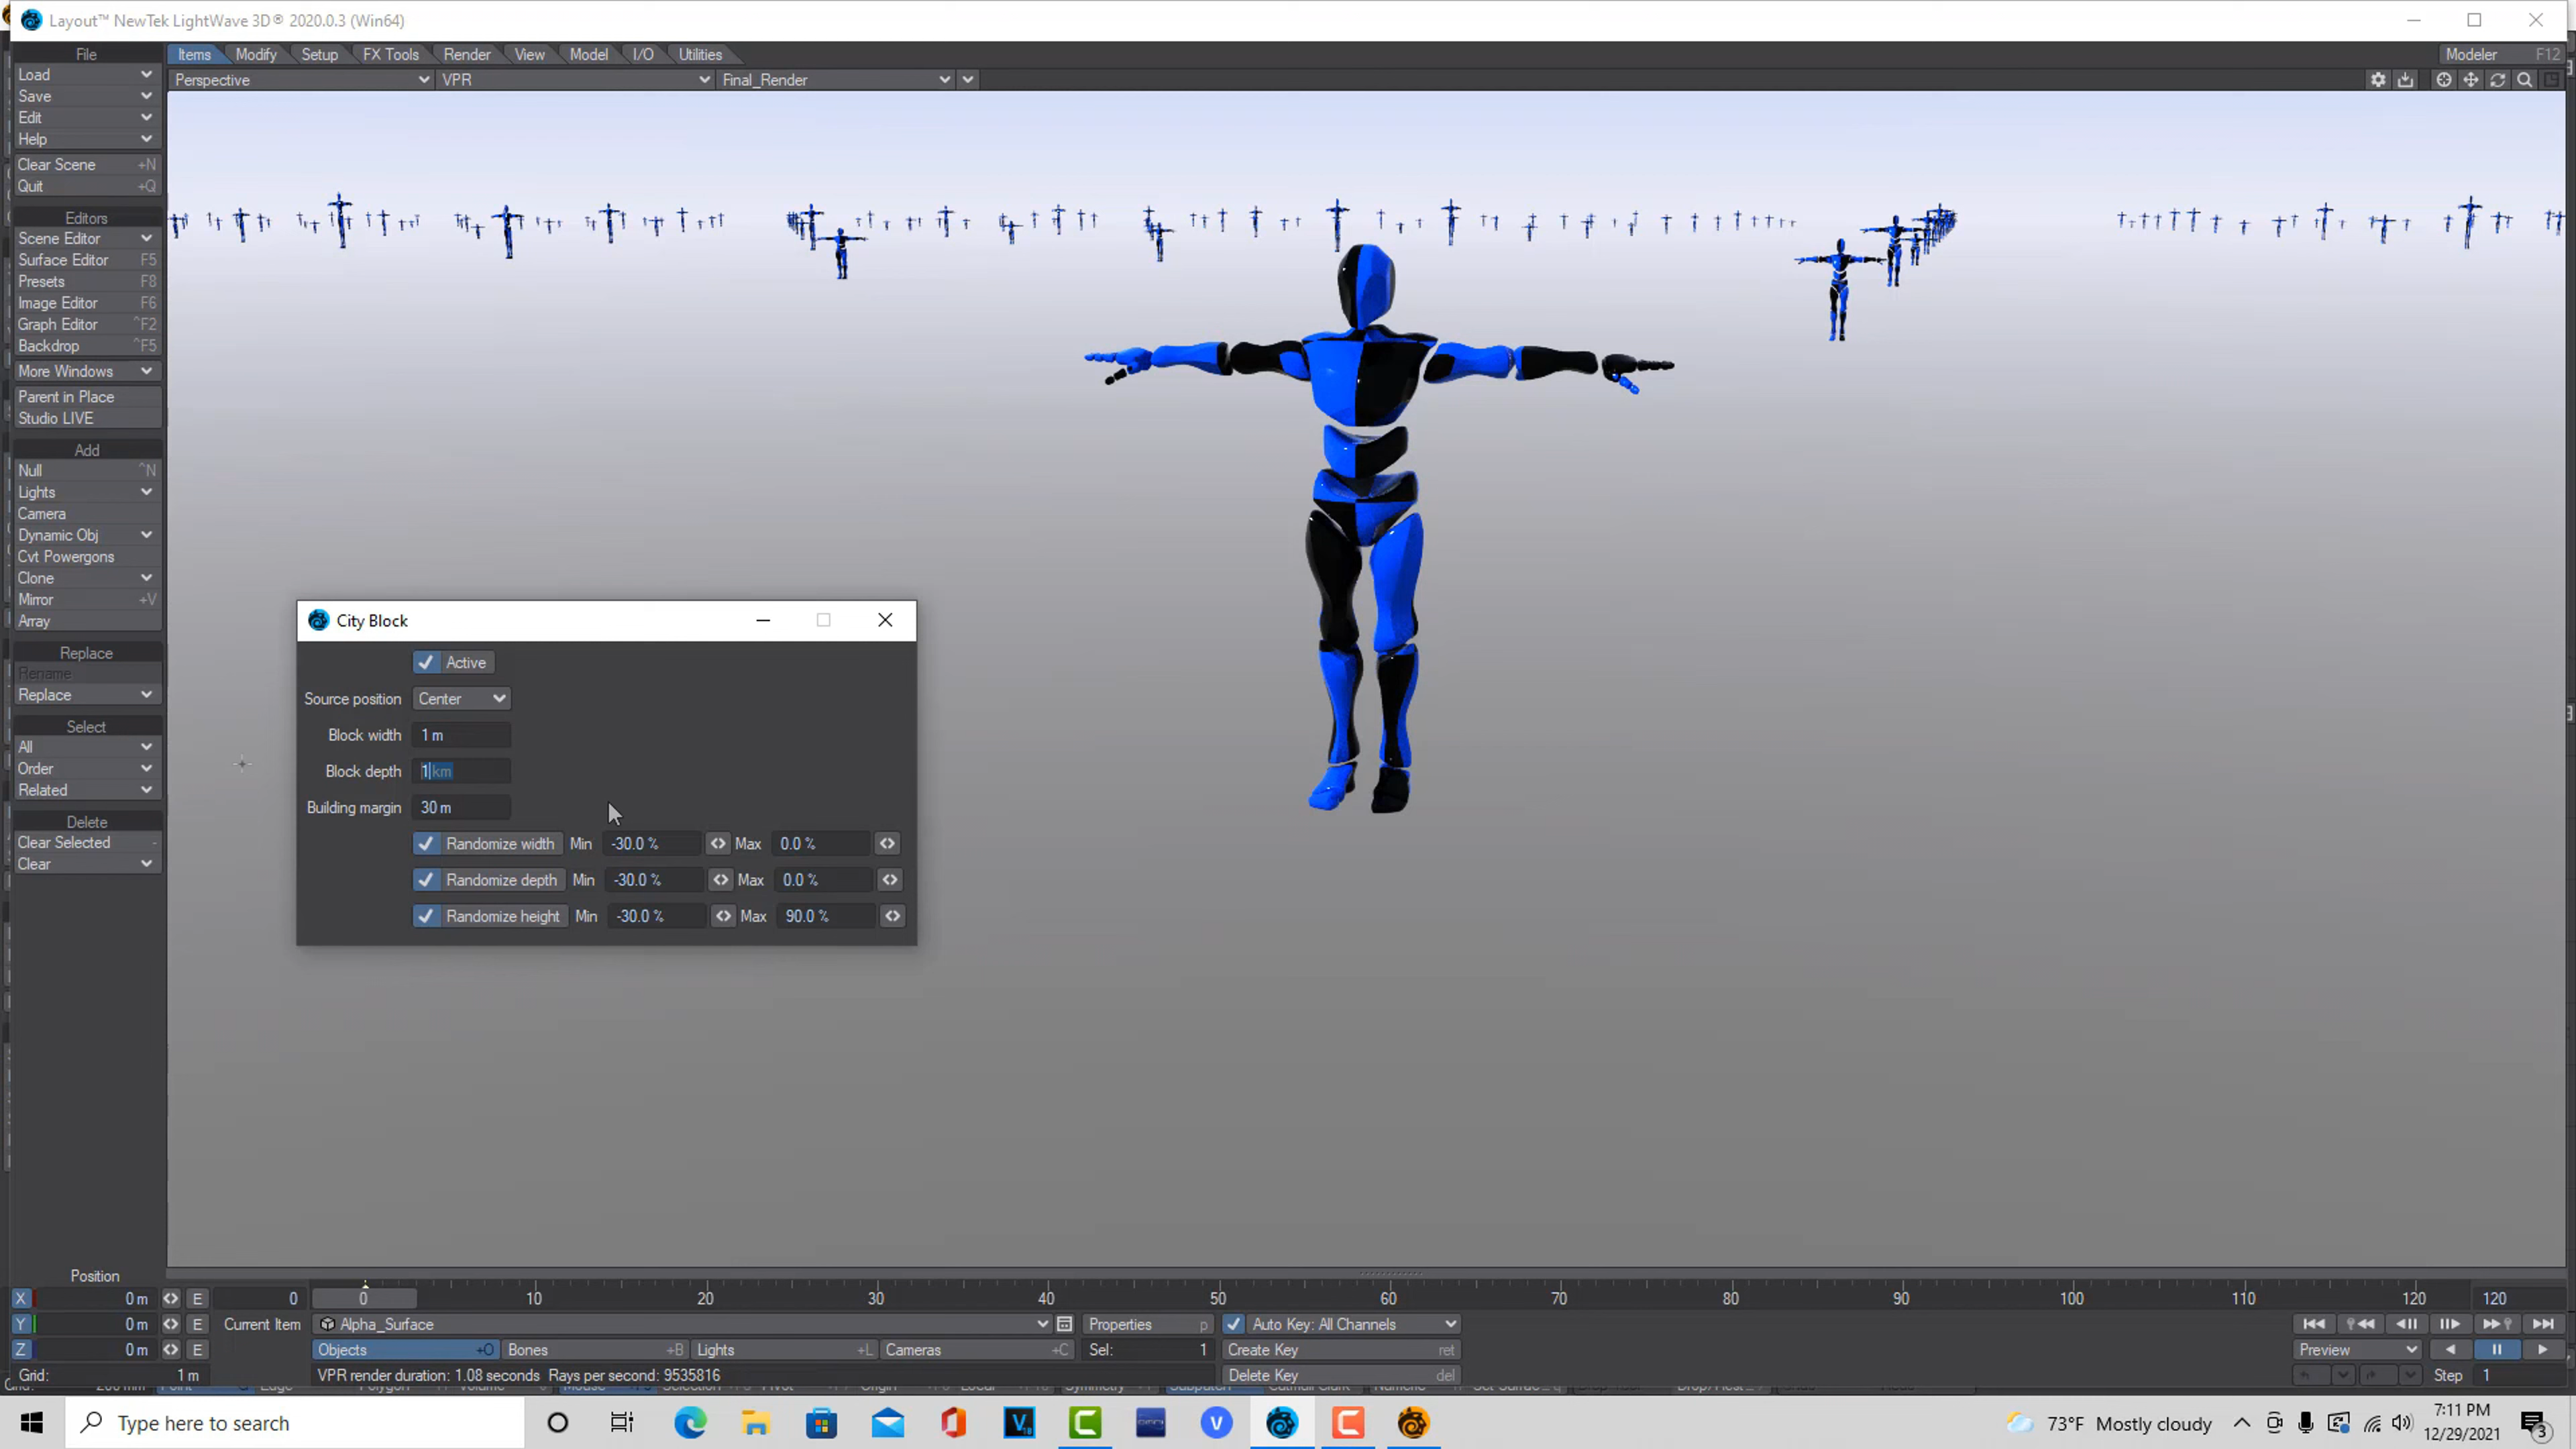 Layout™ NewTek LightWave 3D® 2020.0.3 (Win64)
File
Items Modify Setup FX Tools Render View Model I/O Utilities
Modeler F12
Perspective VPR Final_Render
Load
Save
Edit
Help
Clear Scene +N
Quit +Q
Editors
Scene Editor
Surface Editor F5
Presets F8
Image Editor F6
Graph Editor ^F2
Backdrop ^F5
More Windows
Parent in Place
Studio LIVE
Add
Null ^N
Lights
Camera
Dynamic Obj
Cvt Powergons
Clone
Mirror +V
Array
Replace
Rename
Replace
Select
All
Order
Related
Delete
Clear Selected -
Clear
City Block
Active
Source position Center
Block width 1 m
Block depth 1 km
Building margin 30 m
Randomize width Min -30.0 % Max 0.0 %
Randomize depth Min -30.0 % Max 0.0 %
Randomize height Min -30.0 % Max 90.0 %
Position
X 0 m E 0 0 10 20 30 40 50 60 70 80 90 100 110 120 120
Y 0 m E Current Item Alpha_Surface Properties p Auto Key: All Channels
Z 0 m E Objects +O Bones +B Lights +L Cameras +C Sel: 1 Create Key ret Preview
Grid: 1 m VPR render duration: 1.08 seconds Rays per second: 9535816 Delete Key del Step 1
Type here to search
73°F Mostly cloudy
7:11 PM
12/29/2021
3